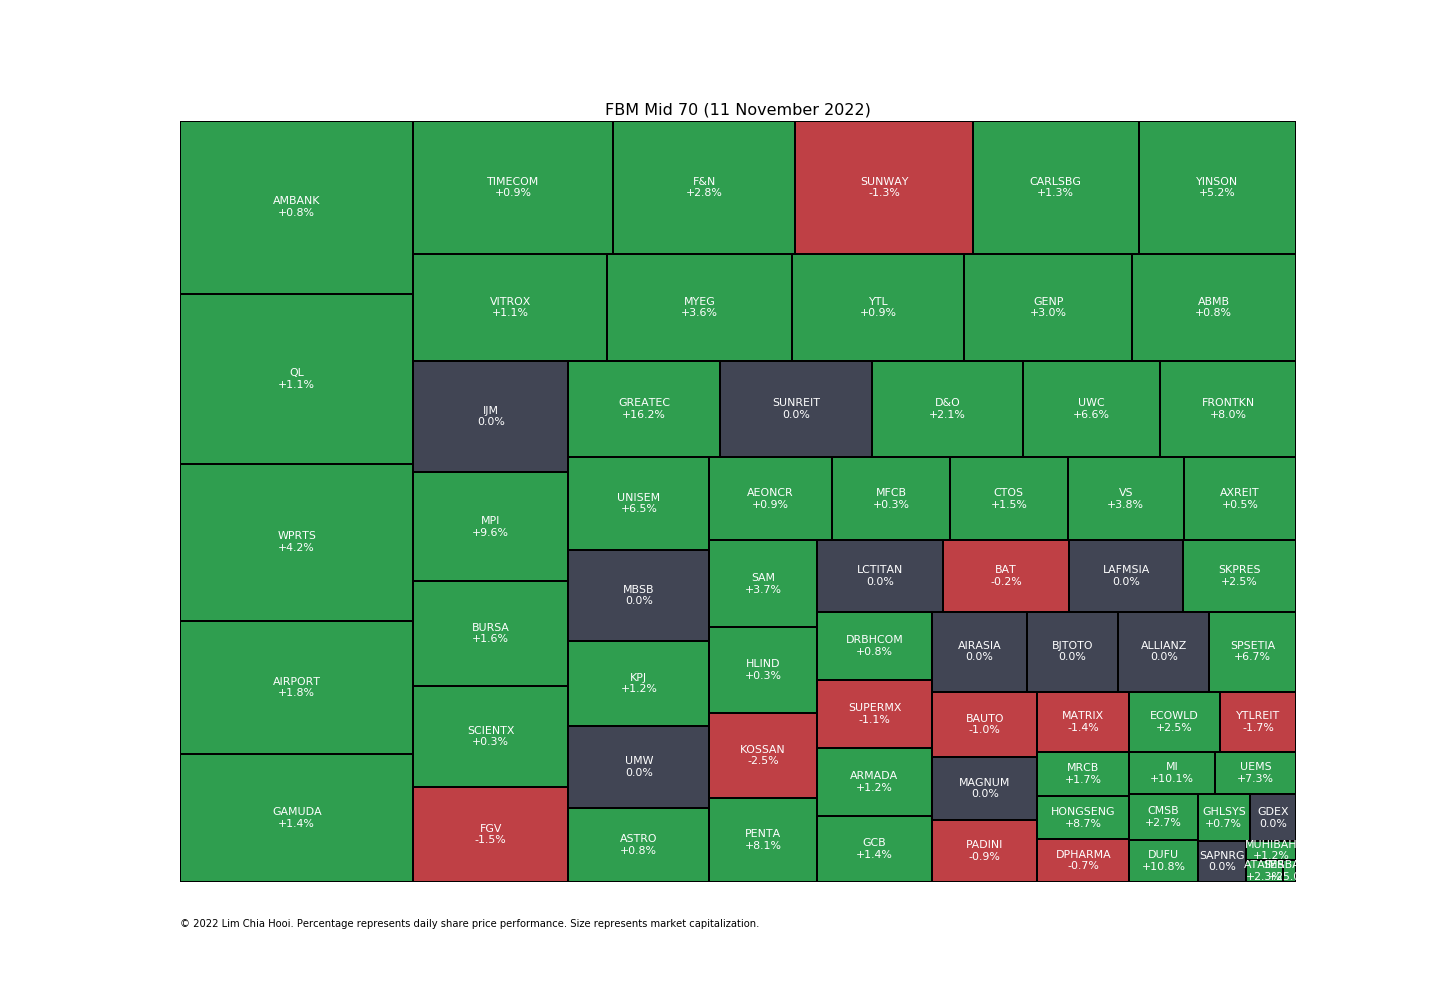 FBM Mid 70 (11 November 2022)
AMBANK
+0.8%
QL
+1.1%
WPRTS
+4.2%
AIRPORT
+1.8%
GAMUDA
+1.4%
TIMECOM
+0.9%
F&N
+2.8%
SUNWAY
-1.3%
CARLSBG
+1.3%
YINSON
+5.2%
VITROX
+1.1%
MYEG
+3.6%
YTL
+0.9%
GENP
+3.0%
ABMB
+0.8%
IJM
0.0%
MPI
+9.6%
BURSA
+1.6%
SCIENTX
+0.3%
FGV
-1.5%
GREATEC
+16.2%
SUNREIT
0.0%
D&O
+2.1%
UWC
+6.6%
FRONTKN
+8.0%
UNISEM
+6.5%
MBSB
0.0%
KPJ
+1.2%
UMW
0.0%
ASTRO
+0.8%
AEONCR
+0.9%
MFCB
+0.3%
CTOS
+1.5%
VS
+3.8%
AXREIT
+0.5%
SAM
+3.7%
HLIND
+0.3%
KOSSAN
-2.5%
PENTA
+8.1%
LCTITAN
0.0%
BAT
-0.2%
LAFMSIA
0.0%
SKPRES
+2.5%
DRBHCOM
+0.8%
SUPERMX
-1.1%
ARMADA
+1.2%
GCB
+1.4%
AIRASIA
0.0%
BJTOTO
0.0%
ALLIANZ
0.0%
SPSETIA
+6.7%
BAUTO
-1.0%
MAGNUM
0.0%
PADINI
-0.9%
MATRIX
-1.4%
ECOWLD
+2.5%
YTLREIT
-1.7%
MRCB
+1.7%
HONGSENG
+8.7%
DPHARMA
-0.7%
MI
+10.1%
UEMS
+7.3%
CMSB
+2.7%
DUFU
+10.8%
GHLSYS
+0.7%
GDEX
0.0%
SAPNRG
0.0%
MUHIBAH
+1.2%
© 2022 Lim Chia Hooi. Percentage represents daily share price performance. Size represents market capitalization.